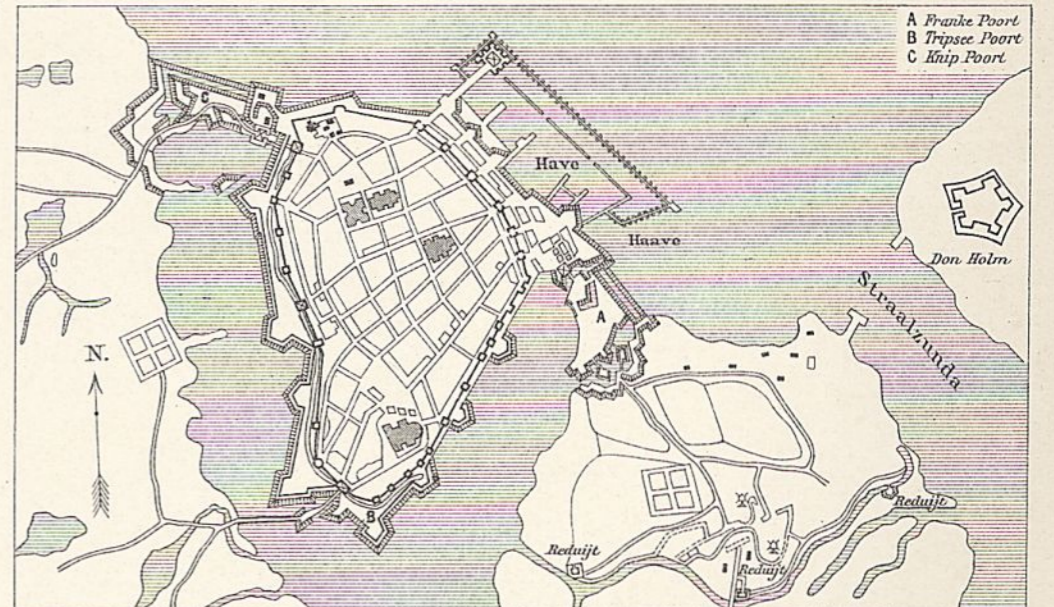 A Franke Poort
B Tripsee Poort
C Knip Poort
C
Have
Haave
Don Holm
Straalzunda
A
N.
B
Reduijt
Reduijt
Reduijt